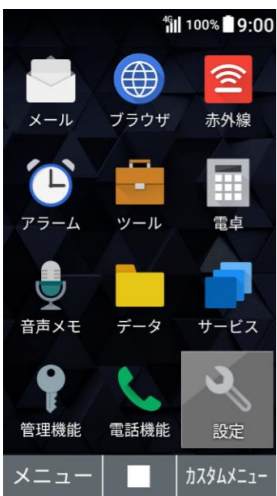 4G 100% 9:00
メール ブラウザ 赤外線
アラーム ツール 電卓
音声メモ データ サービス
管理機能 電話機能 設定
メニュー カスタムメニュー